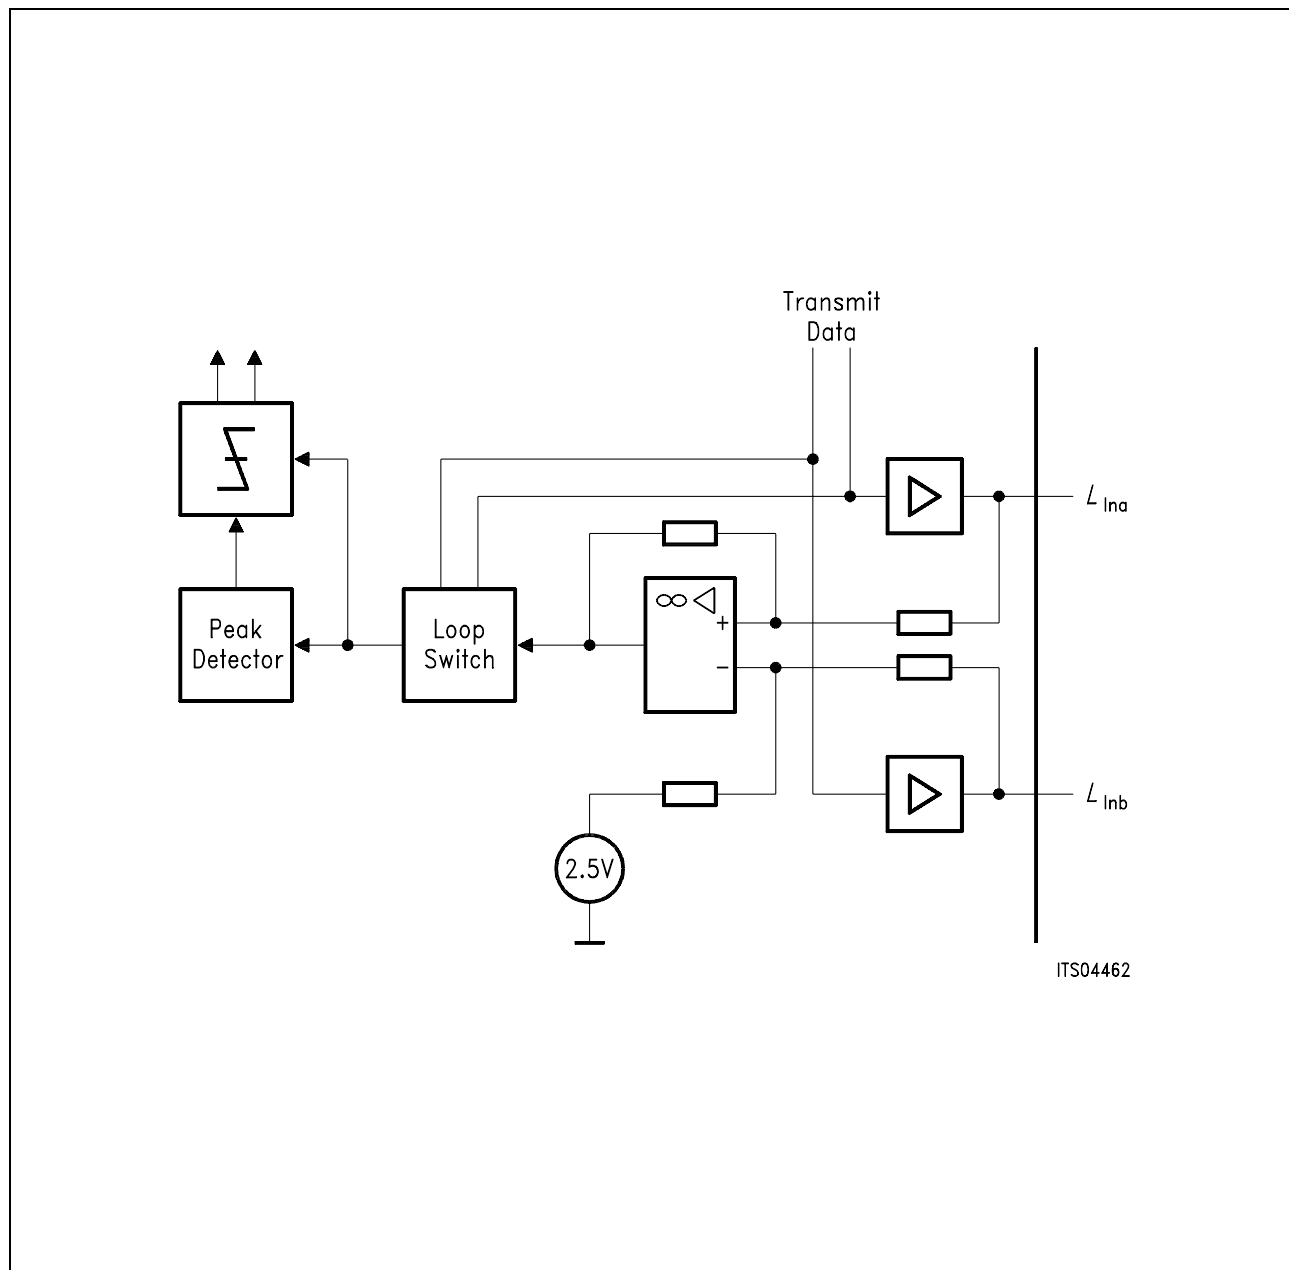 Transmit
Data
L Ina
Peak
Detector
Loop
Switch
∞
+
−
L Inb
2.5V
ITS04462